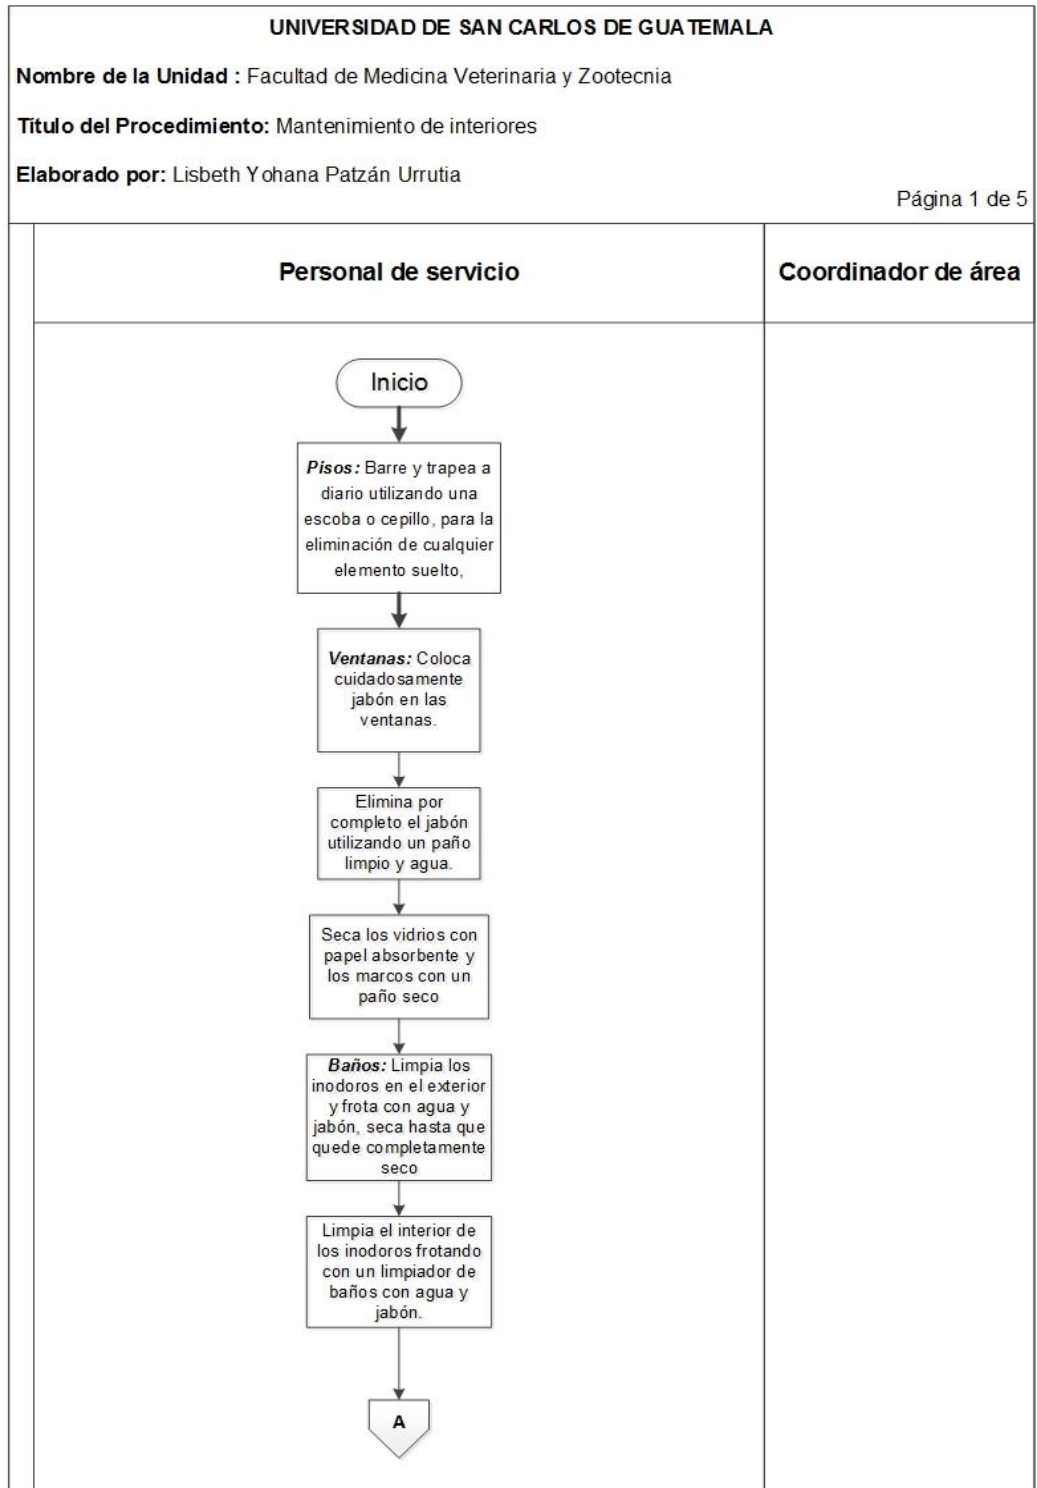 UNIVERSIDAD DE SAN CARLOS DE GUATEMALA
Nombre de la Unidad : Facultad de Medicina Veterinaria y Zootecnia
Título del Procedimiento: Mantenimiento de interiores
Elaborado por: Lisbeth Yohana Patzán Urrutia
Página 1 de 5
Personal de servicio
Coordinador de área
Inicio
Pisos: Barre y trapea a
diario utilizando una
escoba o cepillo, para la
eliminación de cualquier
elemento suelto,
Ventanas: Coloca
cuidadosamente
jabón en las
ventanas.
Elimina por
completo el jabón
utilizando un paño
limpio y agua.
Seca los vidrios con
papel absorbente y
los marcos con un
paño seco
Baños: Limpia los
inodoros en el exterior
y frota con agua y
jabón, seca hasta que
quede completamente
seco
Limpia el interior de
los inodoros frotando
con un limpiador de
baños con agua y
jabón.
A